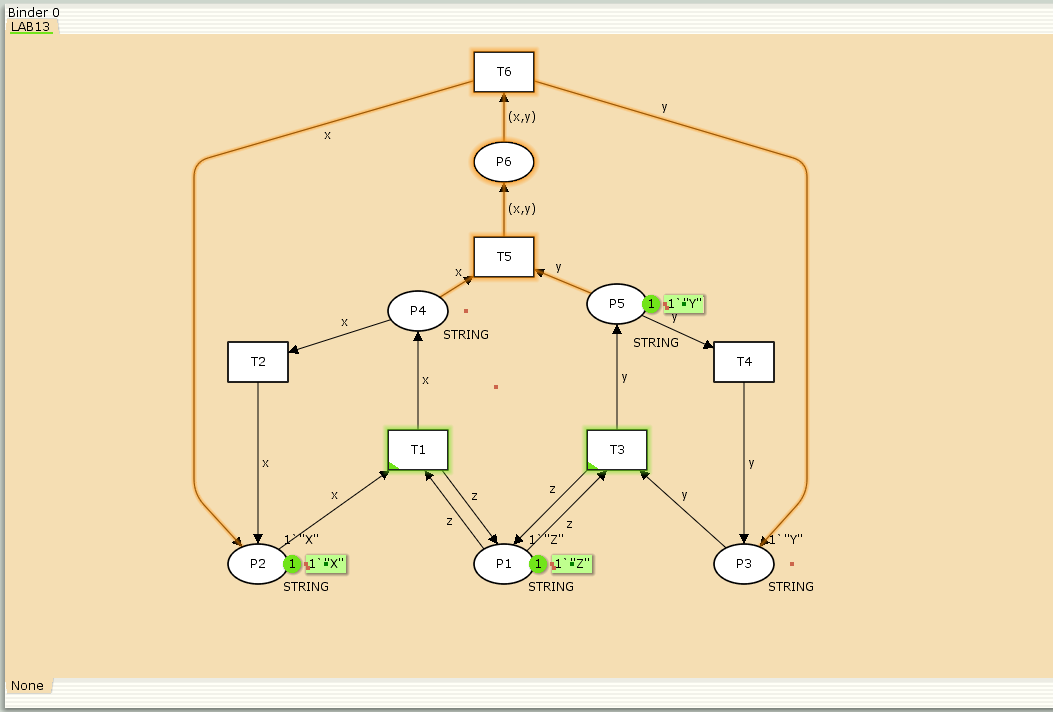 Binder 0
LAB13
T6
x
(x,y)
y
P6
(x,y)
T5
x
y
P4
STRING
P5
1
1`"Y"
y
STRING
x
T2
T4
x
y
T1
T3
x
x
z
z
z
z
y
y
1`"X"
P2
1
1`"X"
STRING
1`"Z"
P1
1
1`"Z"
STRING
1`"Y"
P3
STRING
None